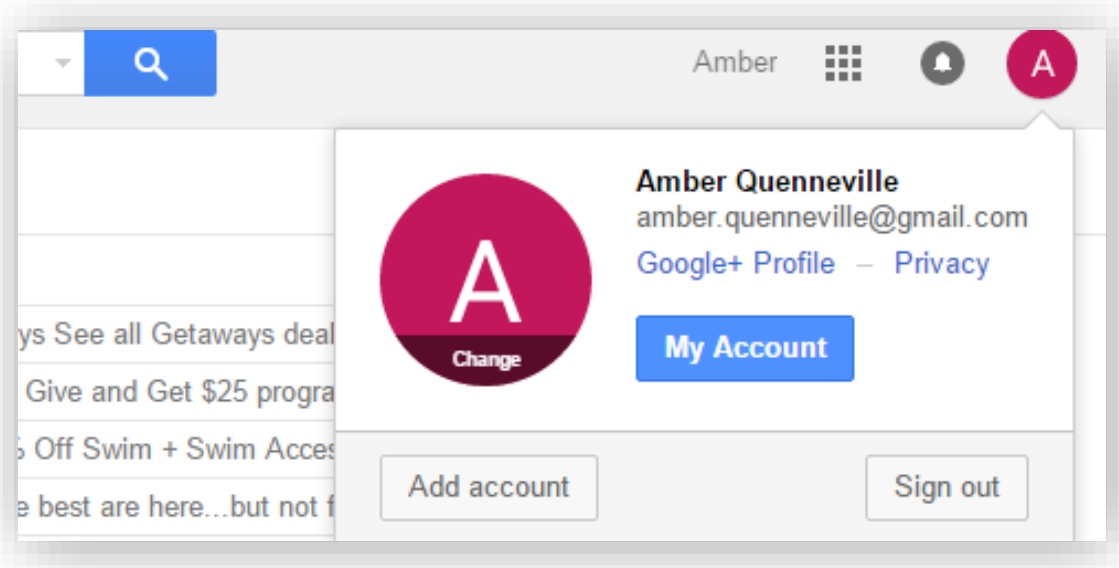 Amber
A
Amber Quenneville
amber.quenneville@gmail.com
Google+ Profile – Privacy
A
Change
My Account
ys See all Getaways deal
Give and Get $25 progra
% Off Swim + Swim Acces
e best are here...but not f
Add account
Sign out